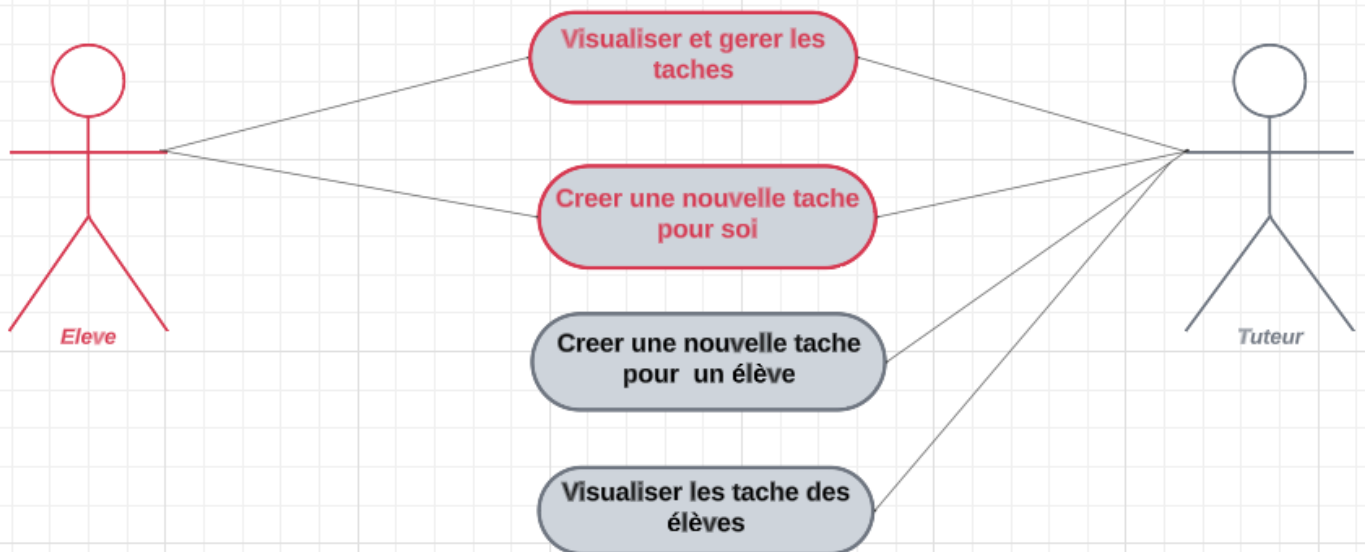 Visualiser et gerer les
taches
Creer une nouvelle tache
pour soi
Eleve
Tuteur
Creer une nouvelle tache
pour un élève
Visualiser les tache des
élèves